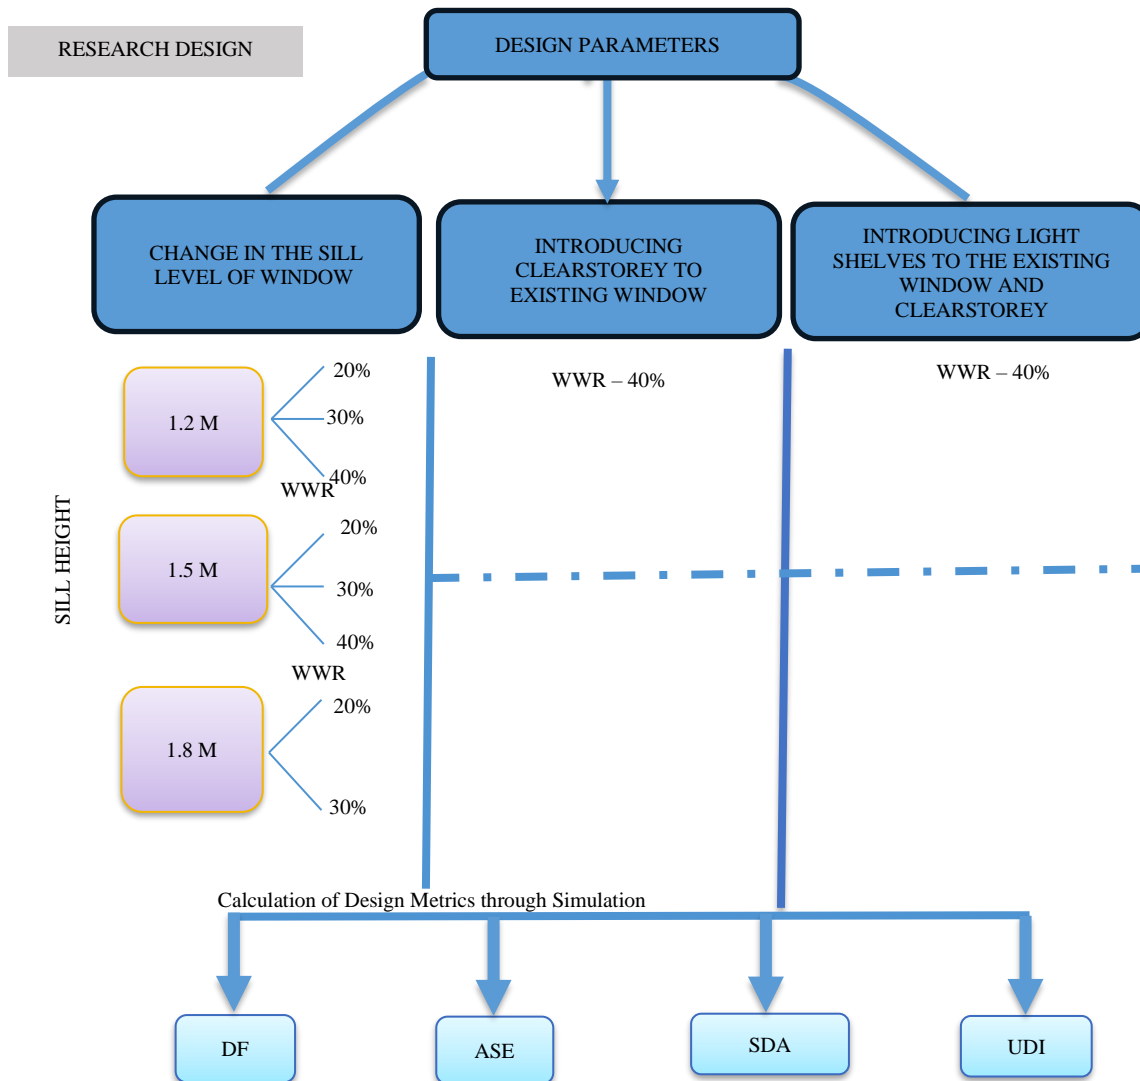 RESEARCH DESIGN
DESIGN PARAMETERS
CHANGE IN THE SILL
LEVEL OF WINDOW
INTRODUCING
CLEARSTOREY TO
EXISTING WINDOW
INTRODUCING LIGHT
SHELVES TO THE EXISTING
WINDOW AND
CLEARSTOREY
SILL HEIGHT
1.2 M
20%
30%
40%
WWR
1.5 M
20%
30%
40%
WWR
1.8 M
20%
30%
WWR – 40%
WWR – 40%
Calculation of Design Metrics through Simulation
DF
ASE
SDA
UDI